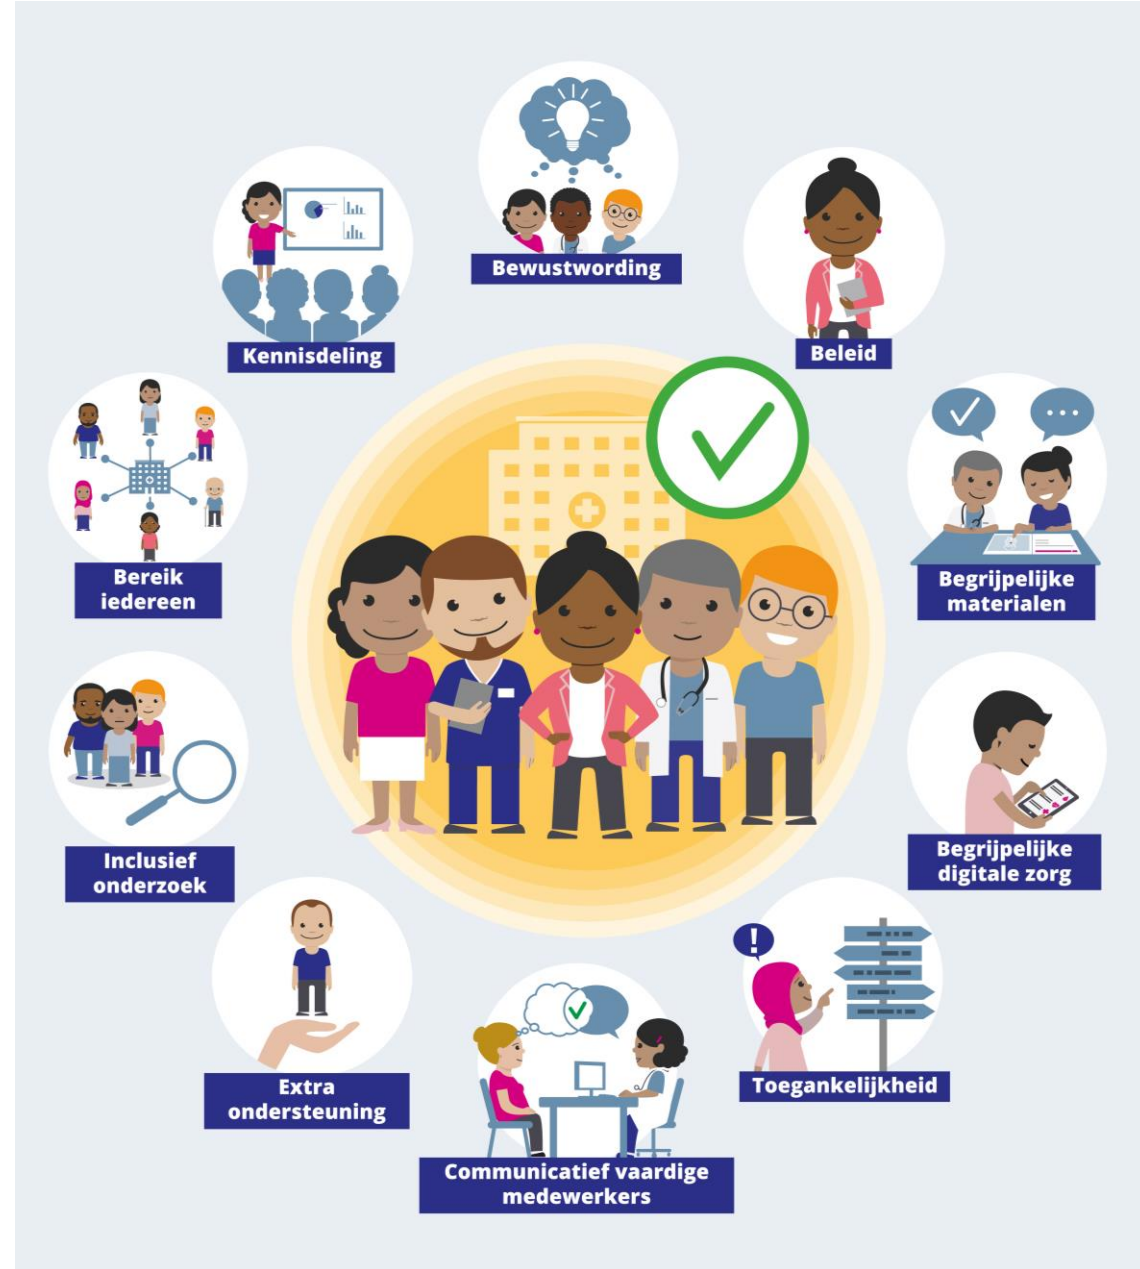 Bewustwording
Beleid
Kennisdeling
Bereik
iedereen
Begrijpelijke
materialen
Inclusief
onderzoek
Begrijpelijke
digitale zorg
!
Extra
ondersteuning
Toegankelijkheid
Communicatief vaardige
medewerkers